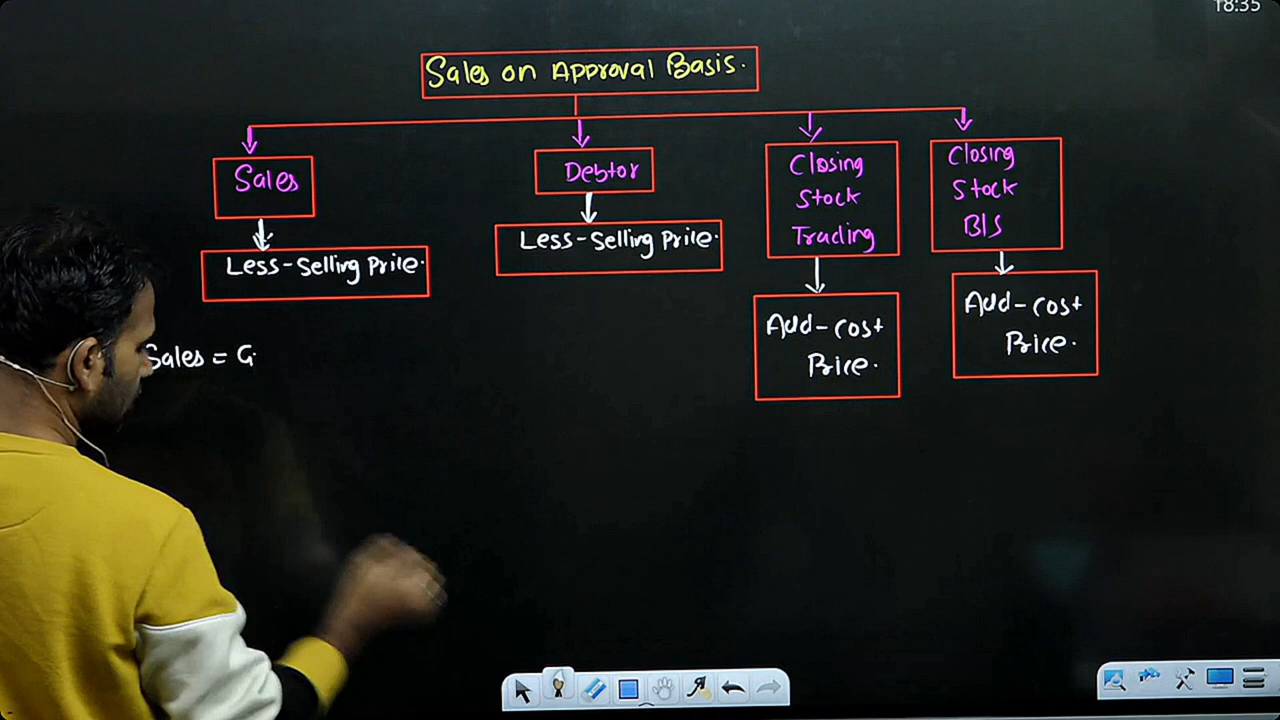 18:35
Sales on Approval Basis.
Sales
Less-Selling Price.
Debtor
Less-Selling Price.
Closing
Stock
Trading
Add-cost
Price.
Closing
Stock
B/S
Add-cost
Price.
Sales = G.